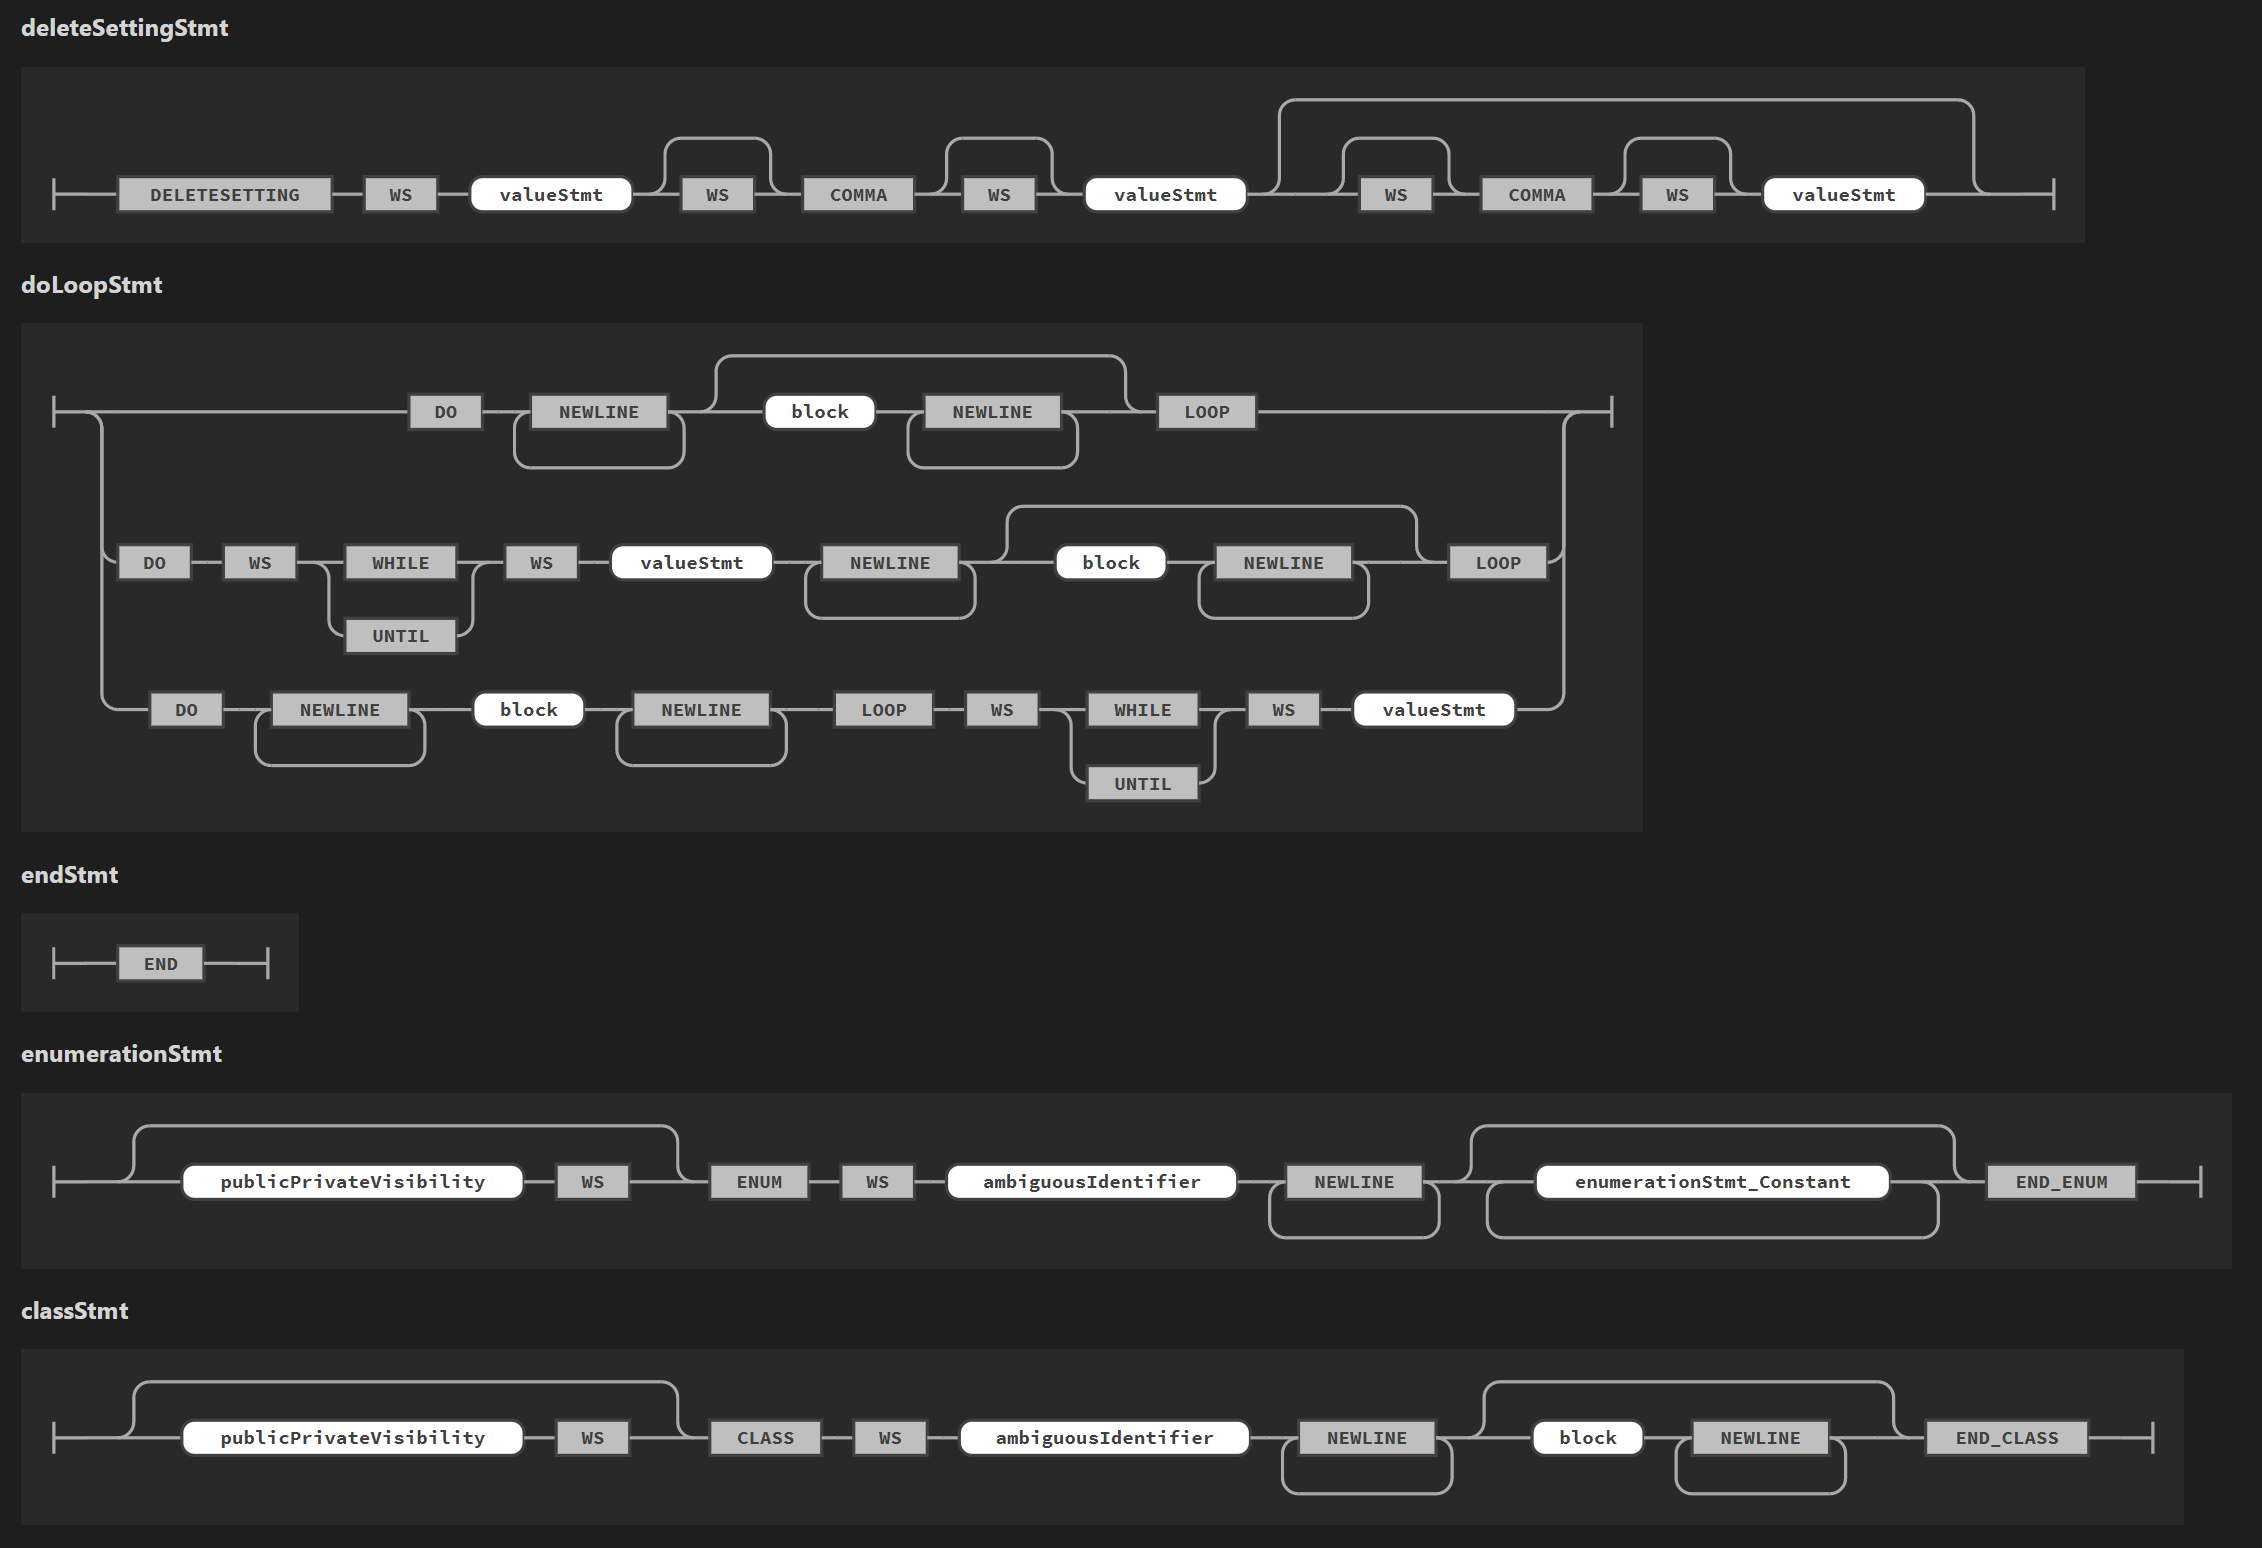 deleteSettingStmt
DELETESETTING WS valueStmt WS COMMA WS valueStmt WS COMMA WS valueStmt
doLoopStmt
DO NEWLINE block NEWLINE LOOP
DO WS WHILE WS valueStmt NEWLINE block NEWLINE LOOP
UNTIL
DO NEWLINE block NEWLINE LOOP WS WHILE WS valueStmt
UNTIL
endStmt
END
enumerationStmt
publicPrivateVisibility WS ENUM WS ambiguousIdentifier NEWLINE enumerationStmt_Constant END_ENUM
classStmt
publicPrivateVisibility WS CLASS WS ambiguousIdentifier NEWLINE block NEWLINE END_CLASS